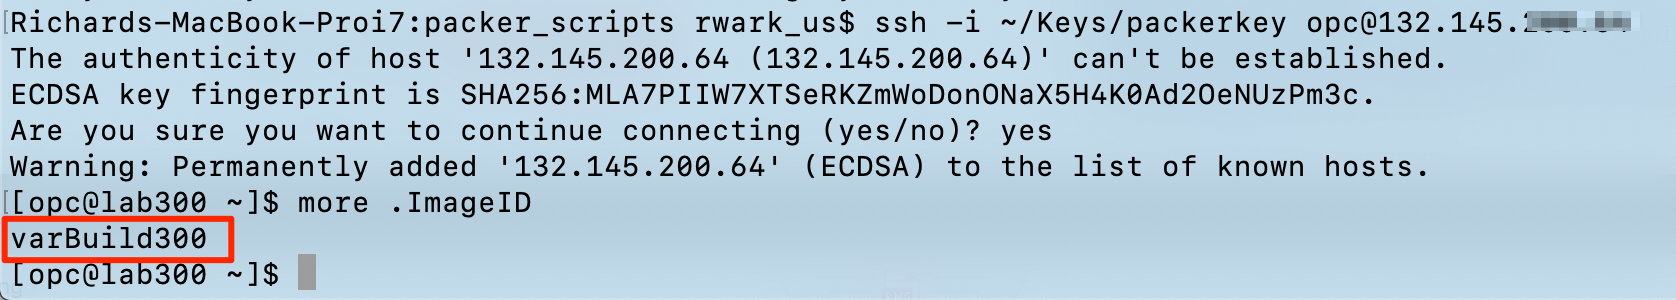 [Richards-MacBook-Proi7:packer_scripts rwark_us$ ssh -i ~/Keys/packerkey opc@132.145.
The authenticity of host '132.145.200.64 (132.145.200.64)' can't be established.
ECDSA key fingerprint is SHA256:MLA7PIIW7XTSeRKZmWoDonONaX5H4K0Ad2OeNUzPm3c.
Are you sure you want to continue connecting (yes/no)? yes
Warning: Permanently added '132.145.200.64' (ECDSA) to the list of known hosts.
[[opc@lab300 ~]$ more .ImageID
varBuild300
[opc@lab300 ~]$